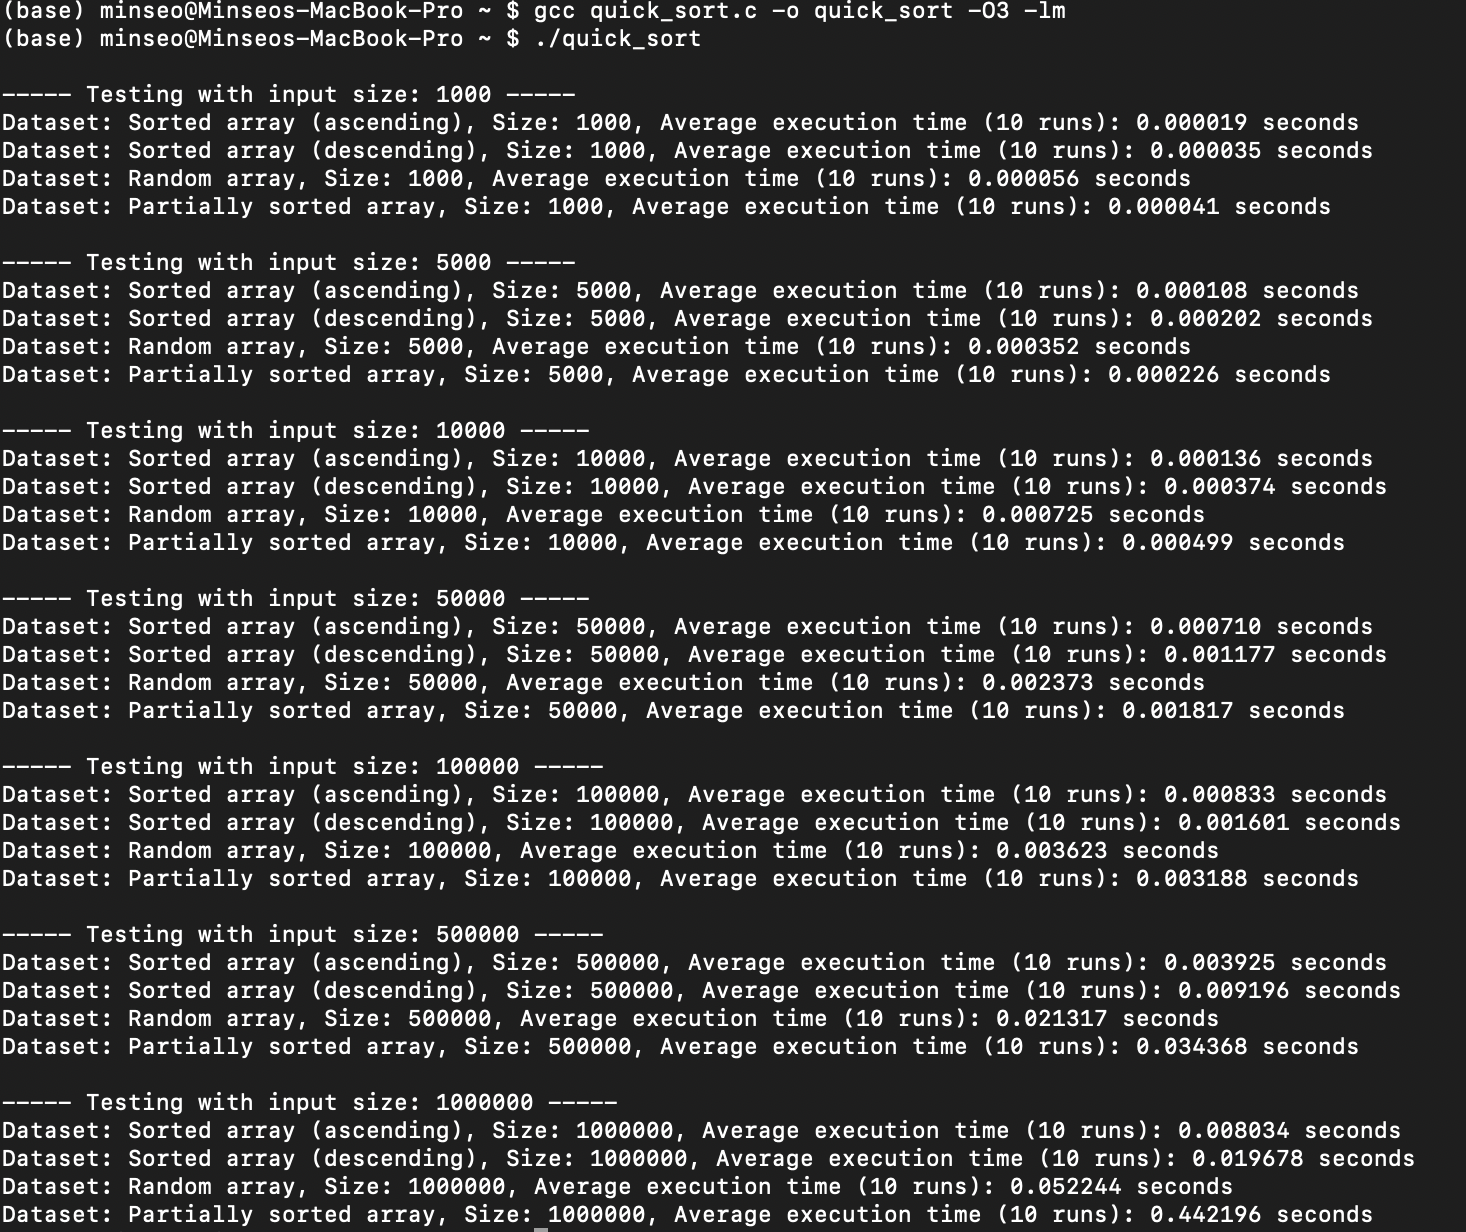 (base) minseo@Minseos-MacBook-Pro ~ $ gcc quick_sort.c -o quick_sort -O3 -lm
(base) minseo@Minseos-MacBook-Pro ~ $ ./quick_sort
----- Testing with input size: 1000 -----
Dataset: Sorted array (ascending), Size: 1000, Average execution time (10 runs): 0.000019 seconds
Dataset: Sorted array (descending), Size: 1000, Average execution time (10 runs): 0.000035 seconds
Dataset: Random array, Size: 1000, Average execution time (10 runs): 0.000056 seconds
Dataset: Partially sorted array, Size: 1000, Average execution time (10 runs): 0.000041 seconds
----- Testing with input size: 5000 -----
Dataset: Sorted array (ascending), Size: 5000, Average execution time (10 runs): 0.000108 seconds
Dataset: Sorted array (descending), Size: 5000, Average execution time (10 runs): 0.000202 seconds
Dataset: Random array, Size: 5000, Average execution time (10 runs): 0.000352 seconds
Dataset: Partially sorted array, Size: 5000, Average execution time (10 runs): 0.000226 seconds
----- Testing with input size: 10000 -----
Dataset: Sorted array (ascending), Size: 10000, Average execution time (10 runs): 0.000136 seconds
Dataset: Sorted array (descending), Size: 10000, Average execution time (10 runs): 0.000374 seconds
Dataset: Random array, Size: 10000, Average execution time (10 runs): 0.000725 seconds
Dataset: Partially sorted array, Size: 10000, Average execution time (10 runs): 0.000499 seconds
----- Testing with input size: 50000 -----
Dataset: Sorted array (ascending), Size: 50000, Average execution time (10 runs): 0.000710 seconds
Dataset: Sorted array (descending), Size: 50000, Average execution time (10 runs): 0.001177 seconds
Dataset: Random array, Size: 50000, Average execution time (10 runs): 0.002373 seconds
Dataset: Partially sorted array, Size: 50000, Average execution time (10 runs): 0.001817 seconds
----- Testing with input size: 100000 -----
Dataset: Sorted array (ascending), Size: 100000, Average execution time (10 runs): 0.000833 seconds
Dataset: Sorted array (descending), Size: 100000, Average execution time (10 runs): 0.001601 seconds
Dataset: Random array, Size: 100000, Average execution time (10 runs): 0.003623 seconds
Dataset: Partially sorted array, Size: 100000, Average execution time (10 runs): 0.003188 seconds
----- Testing with input size: 500000 -----
Dataset: Sorted array (ascending), Size: 500000, Average execution time (10 runs): 0.003925 seconds
Dataset: Sorted array (descending), Size: 500000, Average execution time (10 runs): 0.009196 seconds
Dataset: Random array, Size: 500000, Average execution time (10 runs): 0.021317 seconds
Dataset: Partially sorted array, Size: 500000, Average execution time (10 runs): 0.034368 seconds
----- Testing with input size: 1000000 -----
Dataset: Sorted array (ascending), Size: 1000000, Average execution time (10 runs): 0.008034 seconds
Dataset: Sorted array (descending), Size: 1000000, Average execution time (10 runs): 0.019678 seconds
Dataset: Random array, Size: 1000000, Average execution time (10 runs): 0.052244 seconds
Dataset: Partially sorted array, Size: 1000000, Average execution time (10 runs): 0.442196 seconds